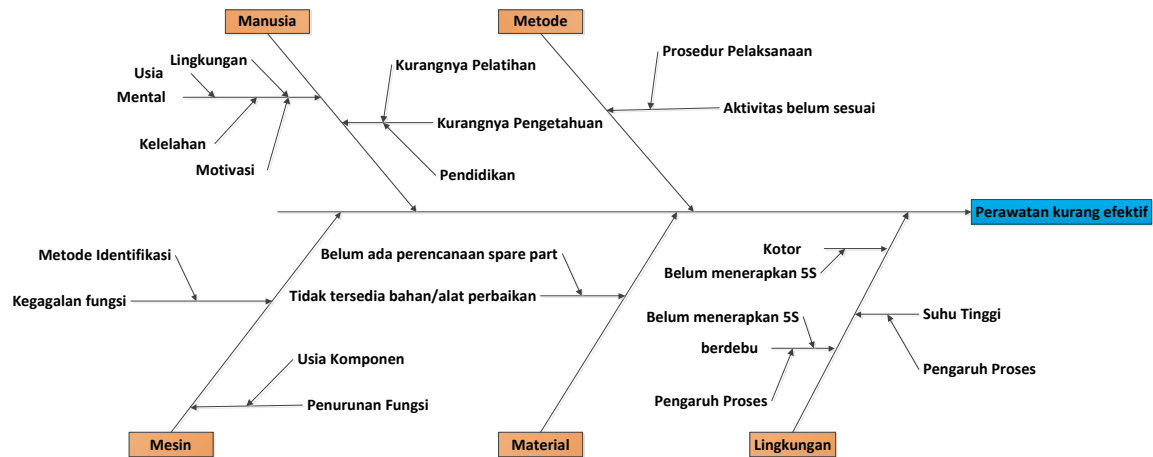 Manusia
Metode
Lingkungan
Usia
Mental
Kelelahan
Motivasi
Kurangnya Pelatihan
Kurangnya Pengetahuan
Pendidikan
Prosedur Pelaksanaan
Aktivitas belum sesuai
Perawatan kurang efektif
Metode Identifikasi
Kegagalan fungsi
Usia Komponen
Penurunan Fungsi
Belum ada perencanaan spare part
Tidak tersedia bahan/alat perbaikan
Kotor
Belum menerapkan 5S
Belum menerapkan 5S
berdebu
Pengaruh Proses
Suhu Tinggi
Pengaruh Proses
Mesin
Material
Lingkungan